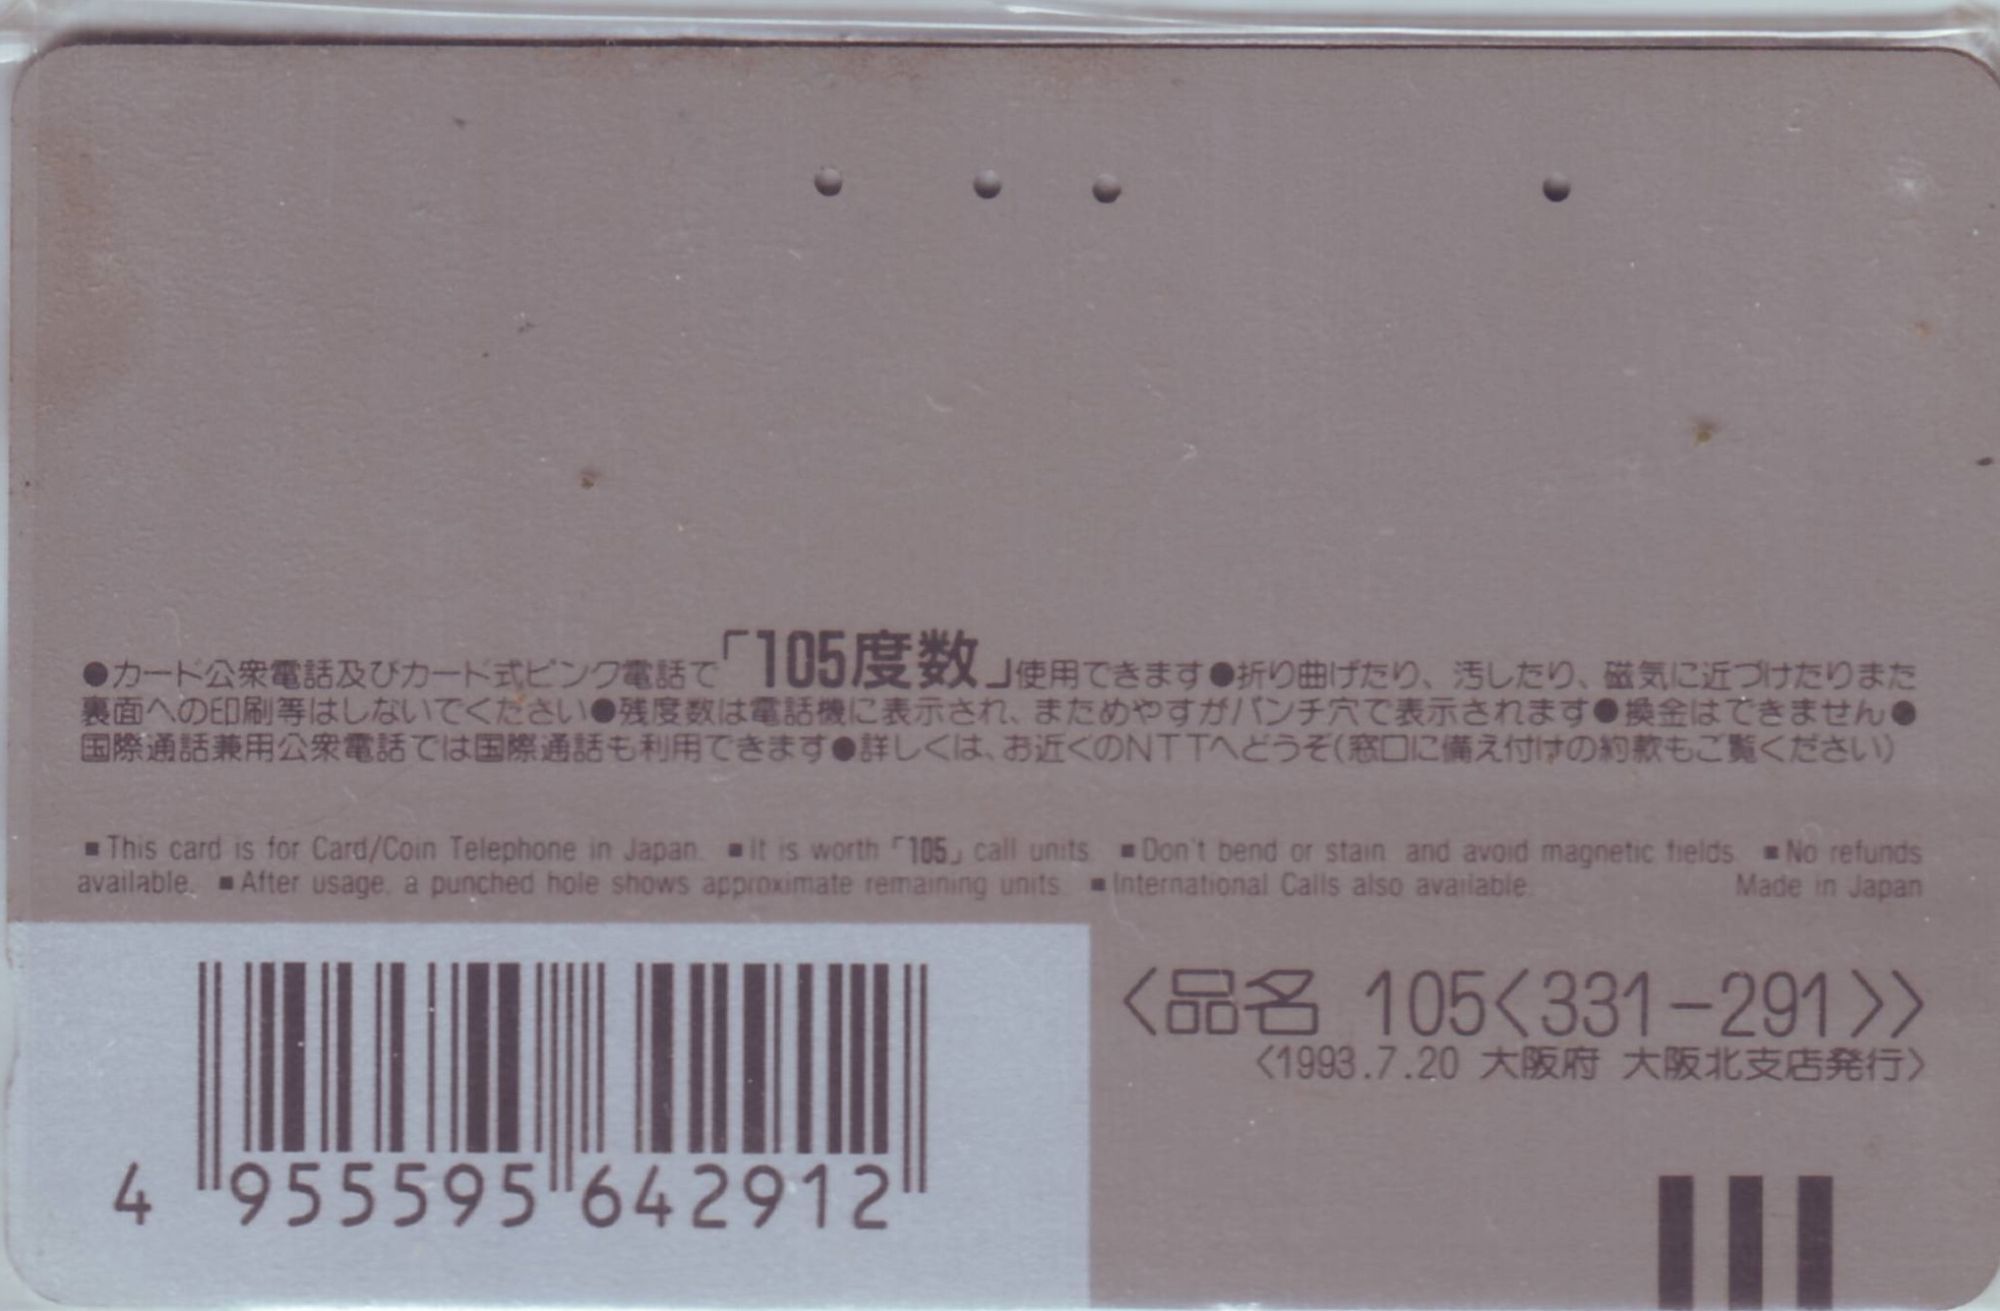 ●カード公衆電話及びカード式ピンク電話で「105度数」使用できます●折り曲げたり、汚したり、磁気に近づけたりまた
裏面への印刷等はしないでください●残度数は電話機に表示され、まためやすがパンチ穴で表示されます●換金はできません●
国際通話兼用公衆電話では国際通話も利用できます●詳しくは、お近くのNTTへどうぞ(窓口に備え付けの約款もご覧ください)
■This card is for Card/Coin Telephone in Japan. ■It is worth「105」call units. ■Don't bend or stain and avoid magnetic fields. ■No refunds
available. ■After usage, a punched hole shows approximate remaining units. ■International Calls also available. Made in Japan
〈品名 105〈331-291〉〉
〈1993.7.20 大阪府 大阪北支店発行〉
4 955595 642912